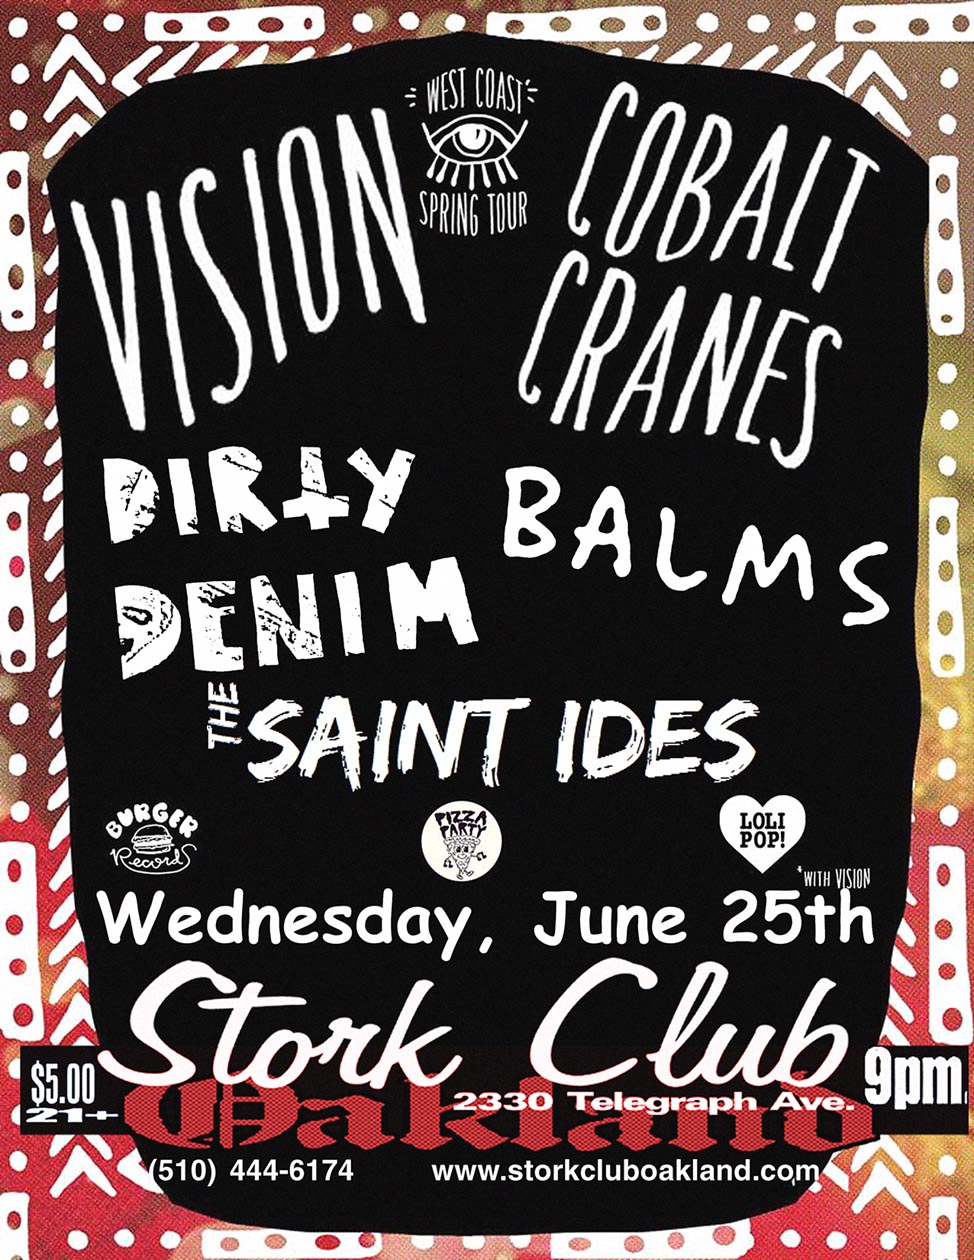 WEST COAST
SPRING TOUR
VISION
COBALT
CRANES
DIRTY
DENIM
BALMS
THE
SAINT IDES
BURGER
Records
PIZZA
PARTY
LOLI
POP!
*WITH VISION
Wednesday, June 25th
Stork Club
$5.00
21+
9pm.
Oakland
2330 Telegraph Ave.
(510) 444-6174
www.storkcluboakland.com